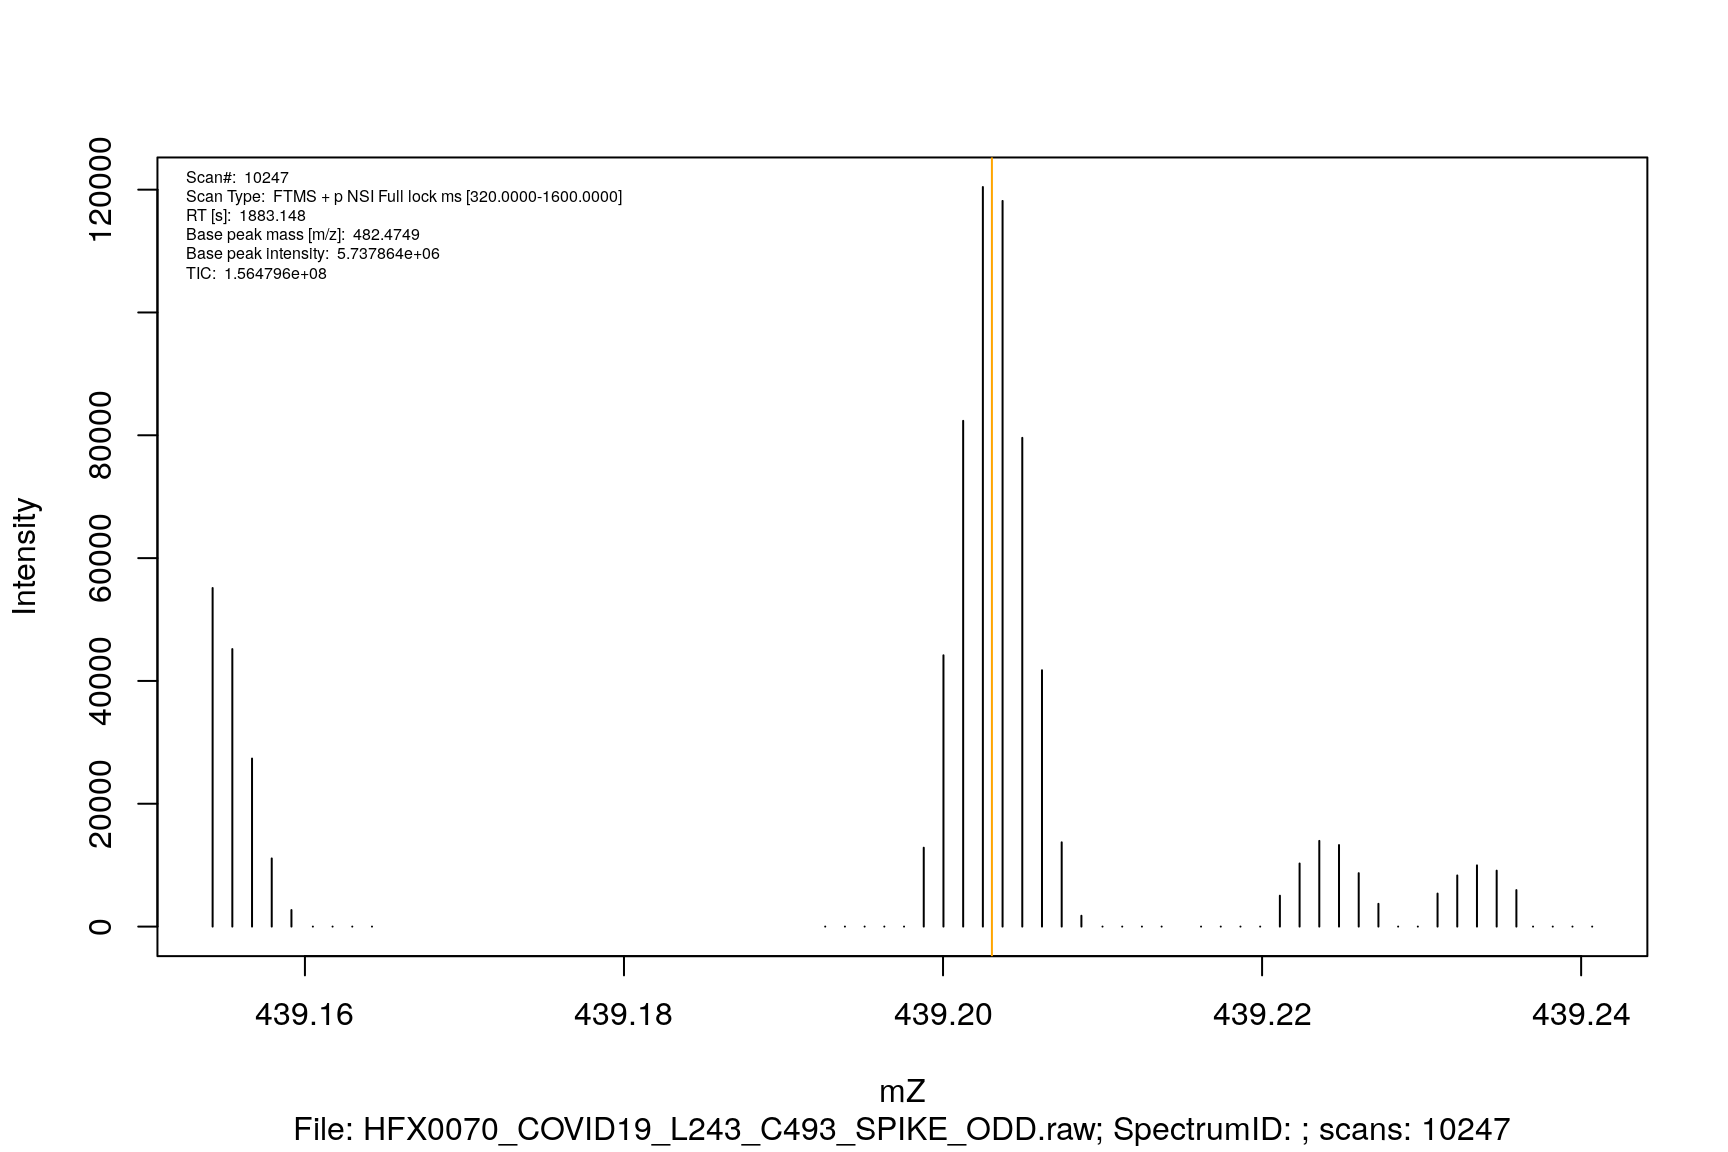 Scan#: 10247
Scan Type: FTMS + p NSI Full lock ms [320.0000-1600.0000]
RT [s]: 1883.148
Base peak mass [m/z]: 482.4749
Base peak intensity: 5.737864e+06
TIC: 1.564796e+08
120000
80000
60000
40000
20000
0
Intensity
439.16 439.18 439.20 439.22 439.24
mZ
File: HFX0070_COVID19_L243_C493_SPIKE_ODD.raw; SpectrumID: ; scans: 10247